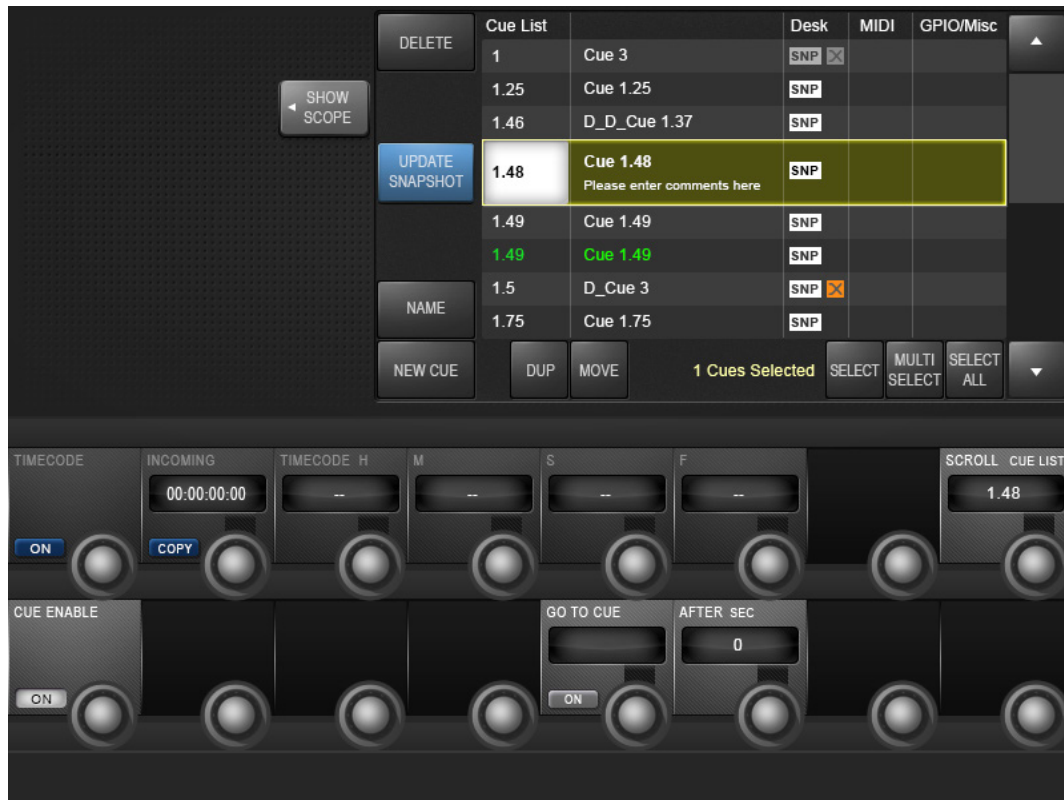 DELETE
SHOW
SCOPE
UPDATE
SNAPSHOT
NAME
NEW CUE
Cue List Desk MIDI GPIO/Misc
1 Cue 3 SNP
1.25 Cue 1.25 SNP
1.46 D_D_Cue 1.37 SNP
1.48 Cue 1.48 SNP
Please enter comments here
1.49 Cue 1.49 SNP
1.49 Cue 1.49 SNP
1.5 D_Cue 3 SNP
1.75 Cue 1.75 SNP
DUP MOVE 1 Cues Selected SELECT
MULTI
SELECT
SELECT
ALL
TIMECODE INCOMING TIMECODE H M S F SCROLL CUE LIST
00:00:00:00 -- -- -- -- 1.48
ON COPY
CUE ENABLE GO TO CUE AFTER SEC
0
ON ON